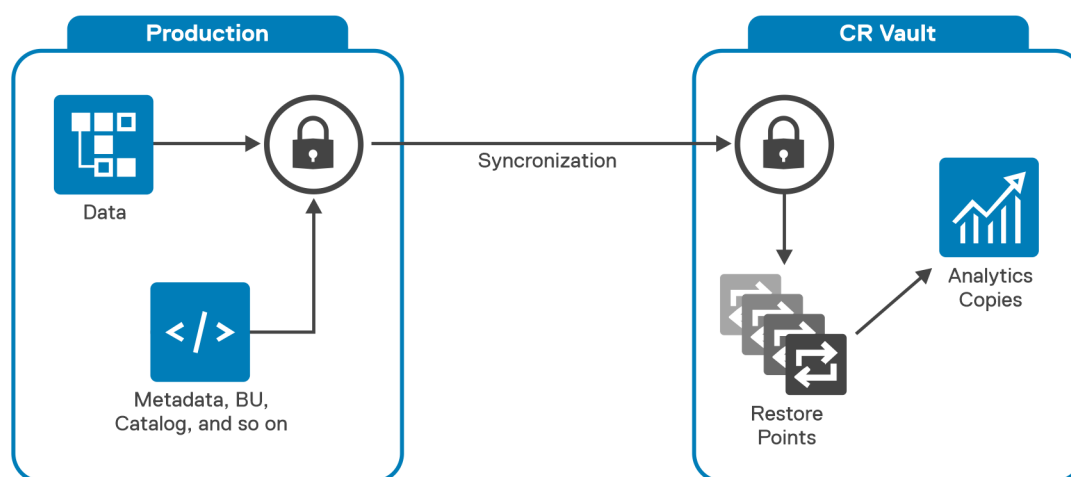 Production
CR Vault
Data
Syncronization
</>
Metadata, BU,
Catalog, and so on
Analytics
Copies
Restore
Points